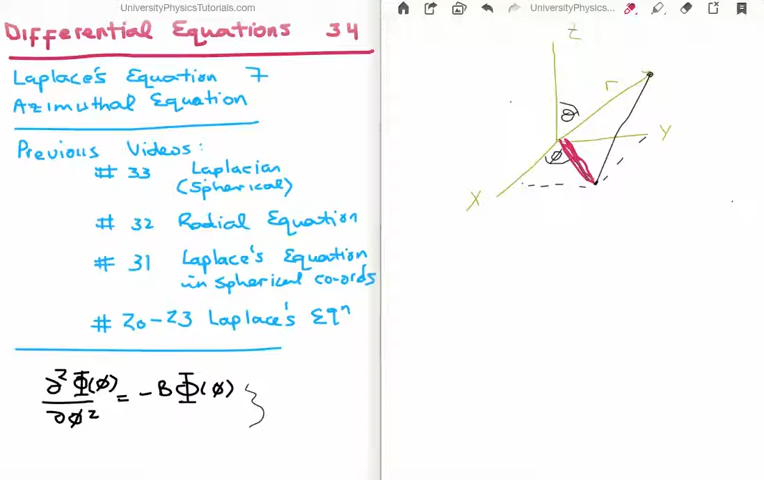 UniversityPhysicsTutorials.com
Differential Equations 34
Laplace's Equation 7
Azimuthal Equation
Previous Videos:
# 33 Laplacian
(Spherical)
# 32 Radial Equation
# 31 Laplace's Equation
in spherical co-ords
# 20-23 Laplace's Eqⁿ
∂²Φ(φ)/∂φ² = -BΦ(φ)
UniversityPhysics...
z
r
θ
y
φ
x